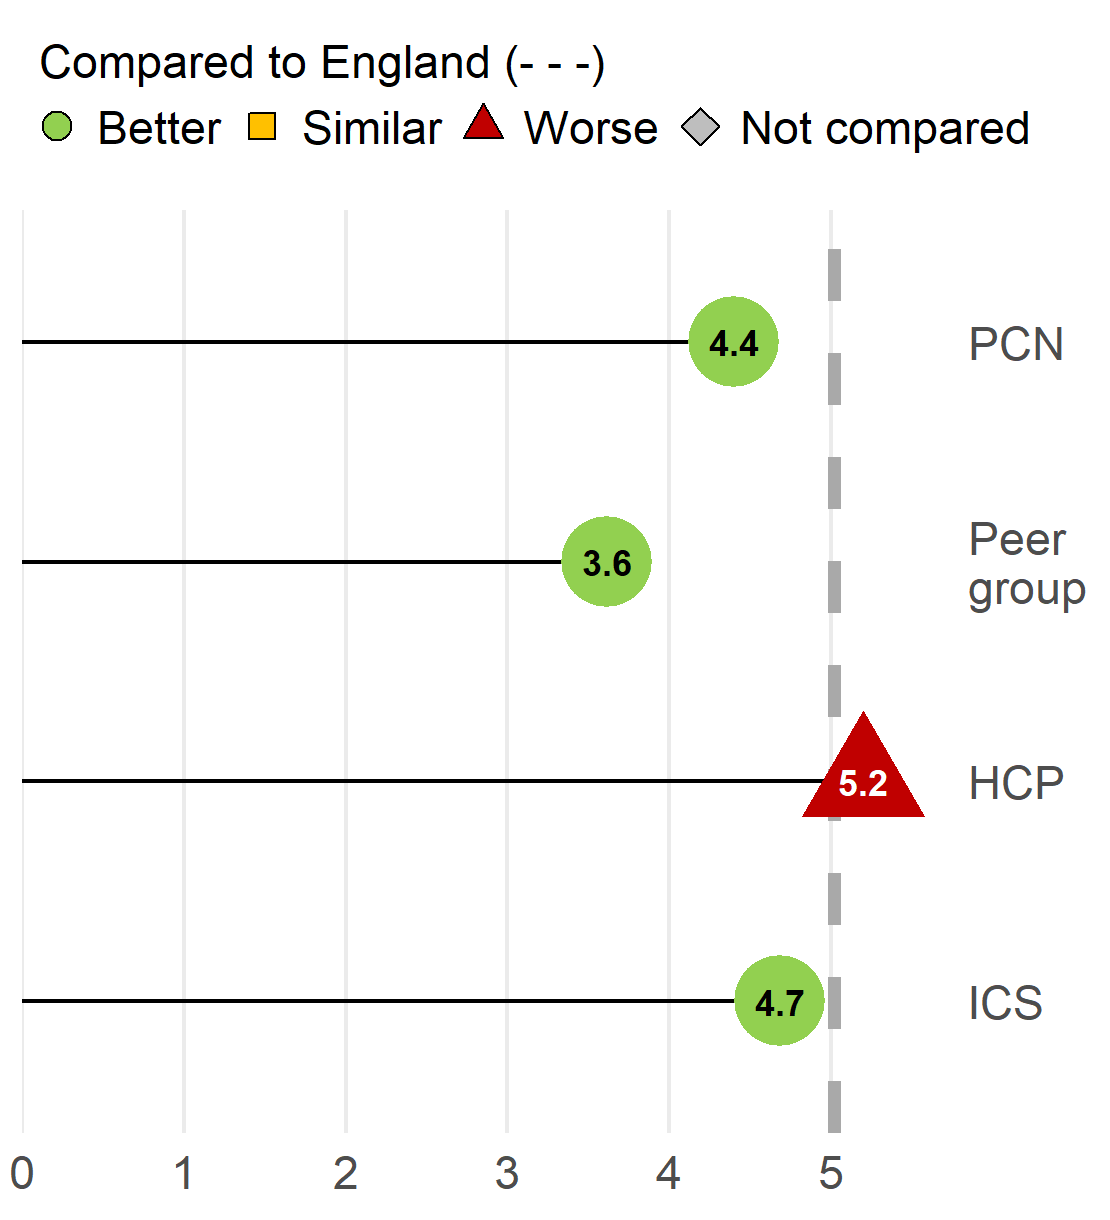 Compared to England (- - -)
Better Similar Worse Not compared
4.4 PCN
3.6 Peer
group
5.2 HCP
4.7 ICS
0 1 2 3 4 5